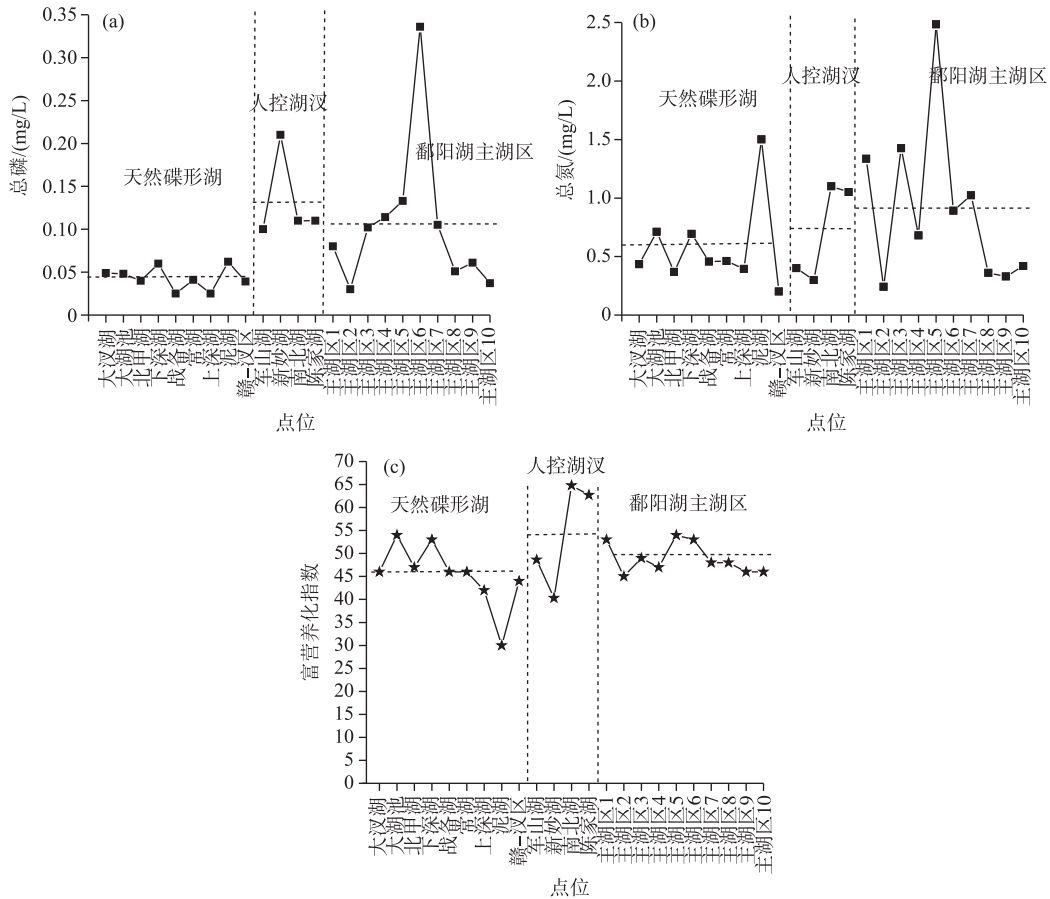 (a)
总磷/(mg/L)
0.35
0.30
0.25
0.20
0.15
0.10
0.05
0
天然碟形湖
人控湖汊
鄱阳湖主湖区
大汊湖
大湖池
北甲湖
下深湖
战备湖
常湖
上深湖
泥湖
赣-汊区
军山湖
新妙湖
南北湖
陈家湖
主湖区1
主湖区2
主湖区3
主湖区4
主湖区5
主湖区6
主湖区7
主湖区8
主湖区9
主湖区10
点位
(b)
总氮/(mg/L)
2.5
2.0
1.5
1.0
0.5
0
天然碟形湖
人控湖汊
鄱阳湖主湖区
大汊湖
大湖池
北甲湖
下深湖
战备湖
常湖
上深湖
泥湖
赣-汊区
军山湖
新妙湖
南北湖
陈家湖
主湖区1
主湖区2
主湖区3
主湖区4
主湖区5
主湖区6
主湖区7
主湖区8
主湖区9
主湖区10
点位
(c)
富营养化指数
70
65
60
55
50
45
40
35
30
25
20
15
10
5
0
天然碟形湖
人控湖汊
鄱阳湖主湖区
大汊湖
大湖池
北甲湖
下深湖
战备湖
常湖
上深湖
泥湖
赣-汊区
军山湖
新妙湖
南北湖
陈家湖
主湖区1
主湖区2
主湖区3
主湖区4
主湖区5
主湖区6
主湖区7
主湖区8
主湖区9
主湖区10
点位